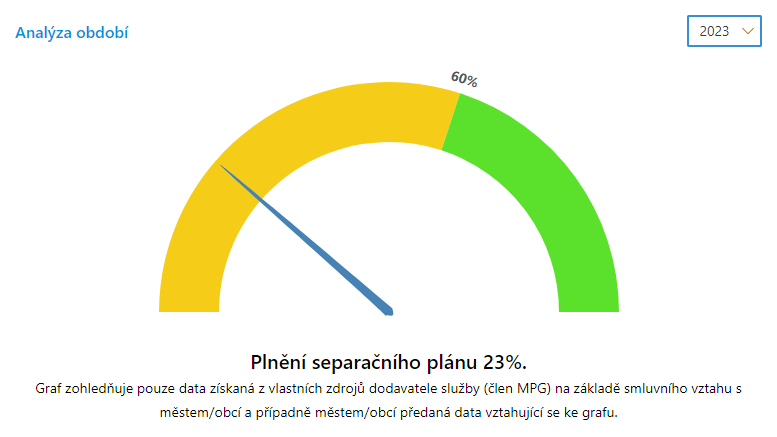 Analýza období
2023
60%
Plnění separačního plánu 23%.
Graf zohledňuje pouze data získaná z vlastních zdrojů dodavatele služby (člen MPG) na základě smluvního vztahu s
městem/obcí a případně městem/obcí předaná data vztahující se ke grafu.